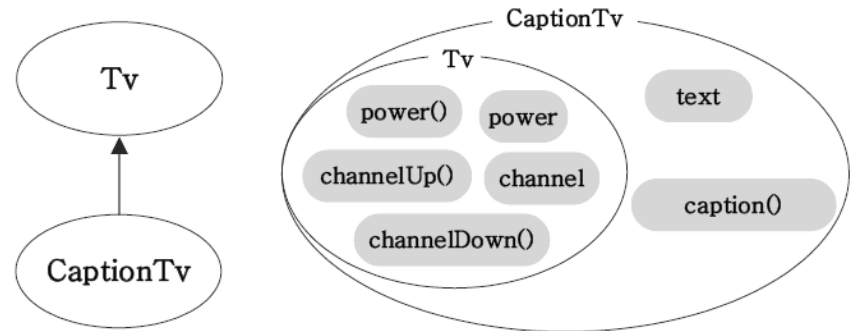 Tv
CaptionTv
CaptionTv
Tv
power()
power
text
channelUp()
channel
caption()
channelDown()